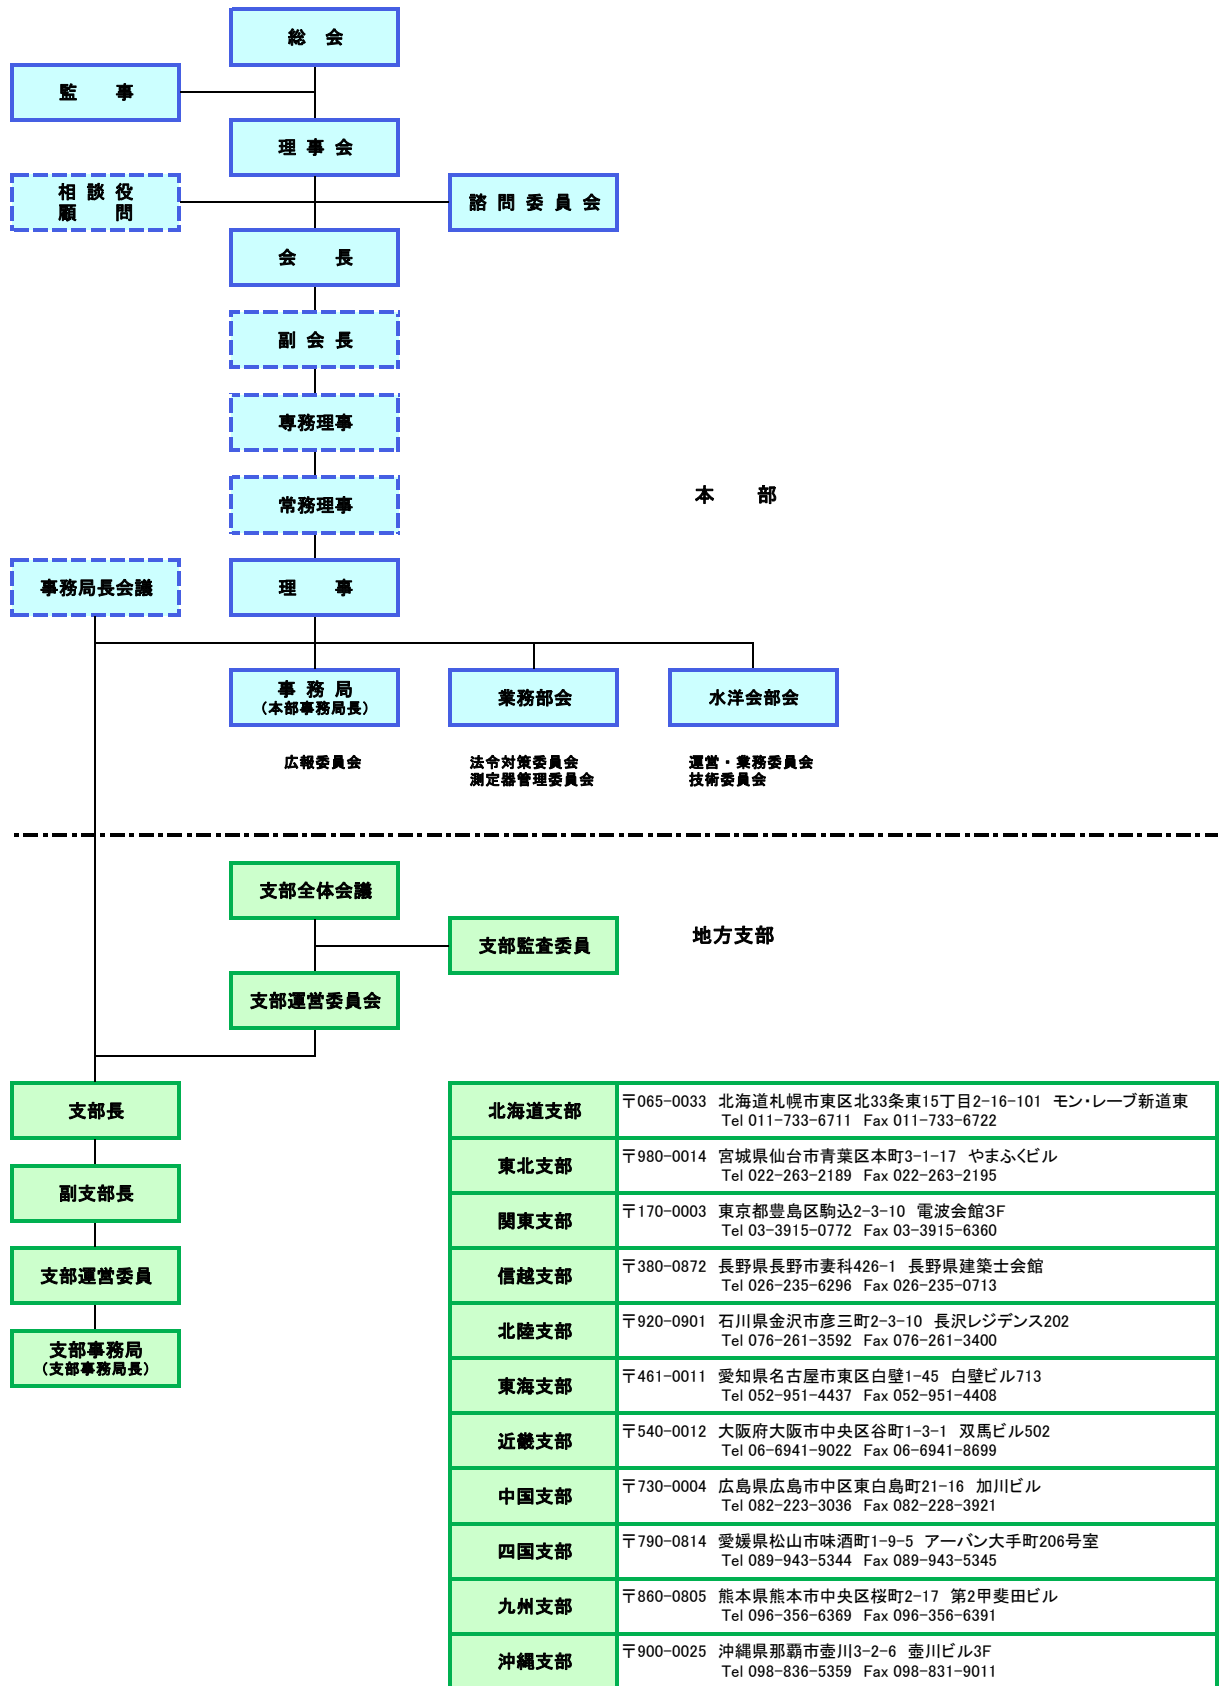 総　会
監　　事
理 事 会
相 談 役
顧　　問
諮 問 委 員 会
会　　長
副 会 長
専務理事
常務理事
本　　部
事務局長会議
理　　事
事 務 局
（本部事務局長）
業務部会
水洋会部会
広報委員会
法令対策委員会
測定器管理委員会
運営・業務委員会
技術委員会
支部全体会議
支部監査委員
地方支部
支部運営委員会
支部長
副支部長
支部運営委員
支部事務局
（支部事務局長）
北海道支部
〒065-0033　北海道札幌市東区北33条東15丁目2-16-101　モン・レーブ新道東
Tel 011-733-6711　Fax 011-733-6722
東北支部
〒980-0014　宮城県仙台市青葉区本町3-1-17　やまふくビル
Tel 022-263-2189　Fax 022-263-2195
関東支部
〒170-0003　東京都豊島区駒込2-3-10　電波会館3F
Tel 03-3915-0772　Fax 03-3915-6360
信越支部
〒380-0872　長野県長野市妻科426-1　長野県建築士会館
Tel 026-235-6296　Fax 026-235-0713
北陸支部
〒920-0901　石川県金沢市彦三町2-3-10　長沢レジデンス202
Tel 076-261-3592　Fax 076-261-3400
東海支部
〒461-0011　愛知県名古屋市東区白壁1-45　白壁ビル713
Tel 052-951-4437　Fax 052-951-4408
近畿支部
〒540-0012　大阪府大阪市中央区谷町1-3-1　双馬ビル502
Tel 06-6941-9022　Fax 06-6941-8699
中国支部
〒730-0004　広島県広島市中区東白島町21-16　加川ビル
Tel 082-223-3036　Fax 082-228-3921
四国支部
〒790-0814　愛媛県松山市味酒町1-9-5　アーバン大手町206号室
Tel 089-943-5344　Fax 089-943-5345
九州支部
〒860-0805　熊本県熊本市中央区桜町2-17　第2甲斐田ビル
Tel 096-356-6369　Fax 096-356-6391
沖縄支部
〒900-0025　沖縄県那覇市壺川3-2-6　壺川ビル3F
Tel 098-836-5359　Fax 098-831-9011